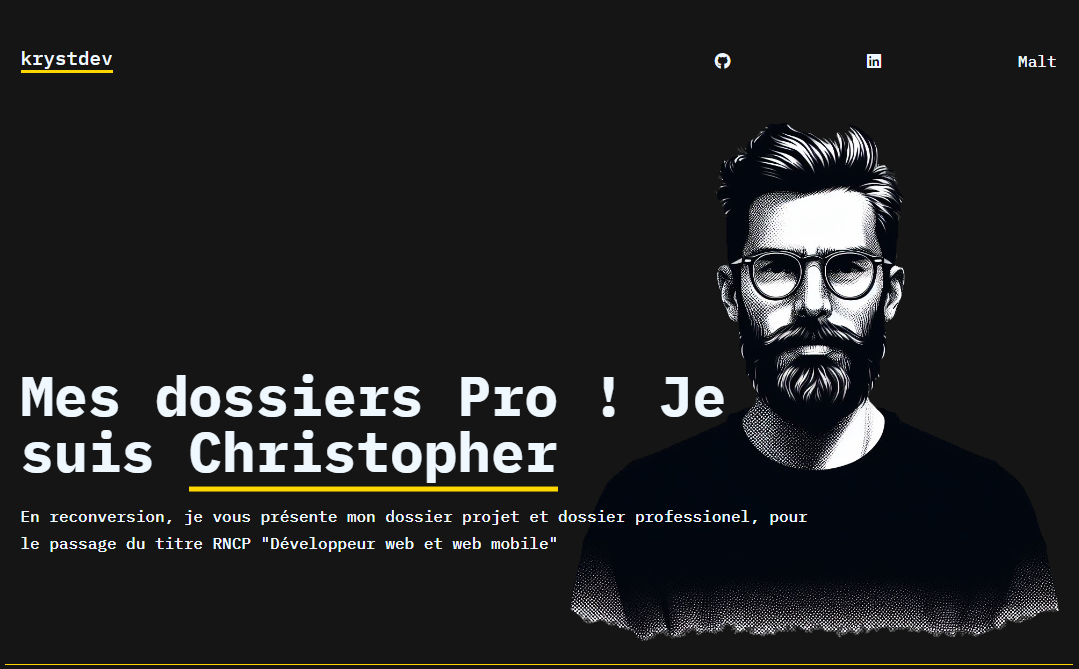 krystdev
Malt
Mes dossiers Pro ! Je
suis Christopher
En reconversion, je vous présente mon dossier projet et dossier professionel, pour
le passage du titre RNCP "Développeur web et web mobile"